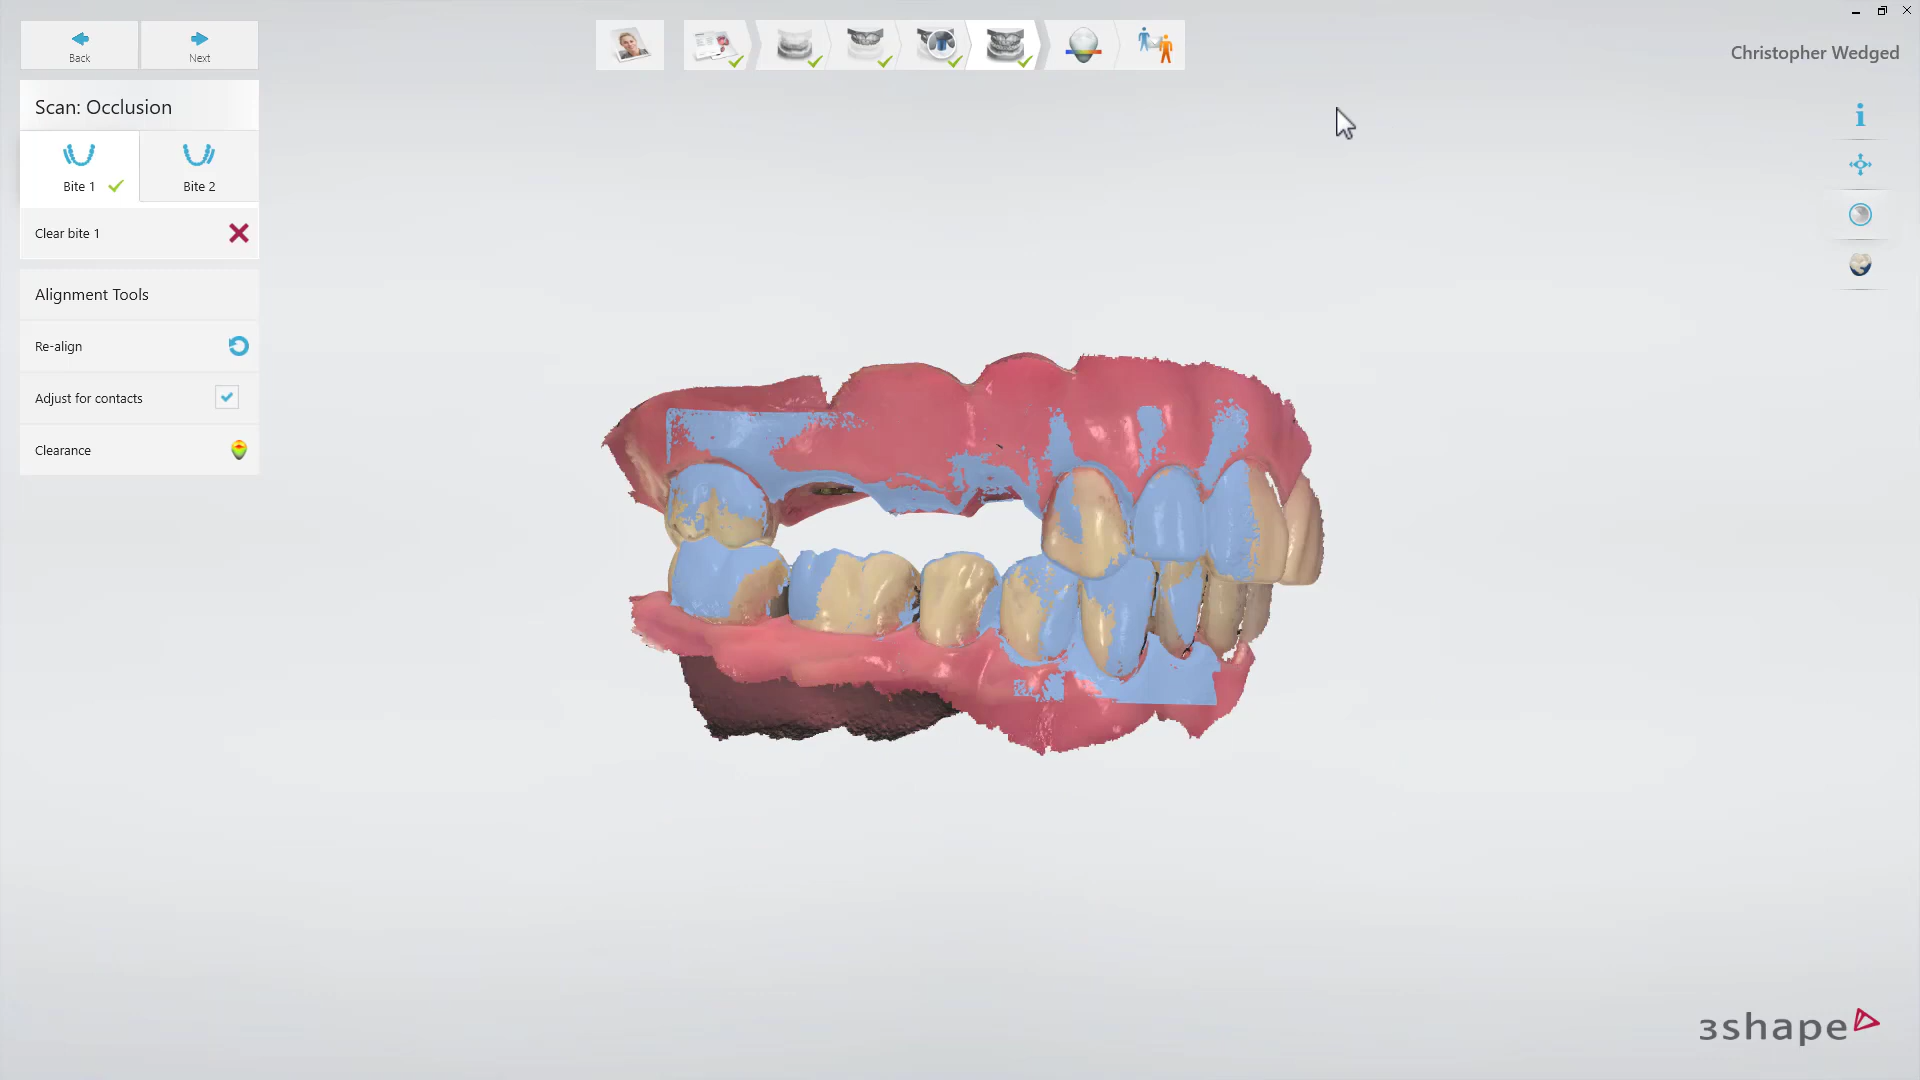 Back
Next
Christopher Wedged
Scan: Occlusion
Bite 1
Bite 2
Clear bite 1
Alignment Tools
Re-align
Adjust for contacts
Clearance
3shape